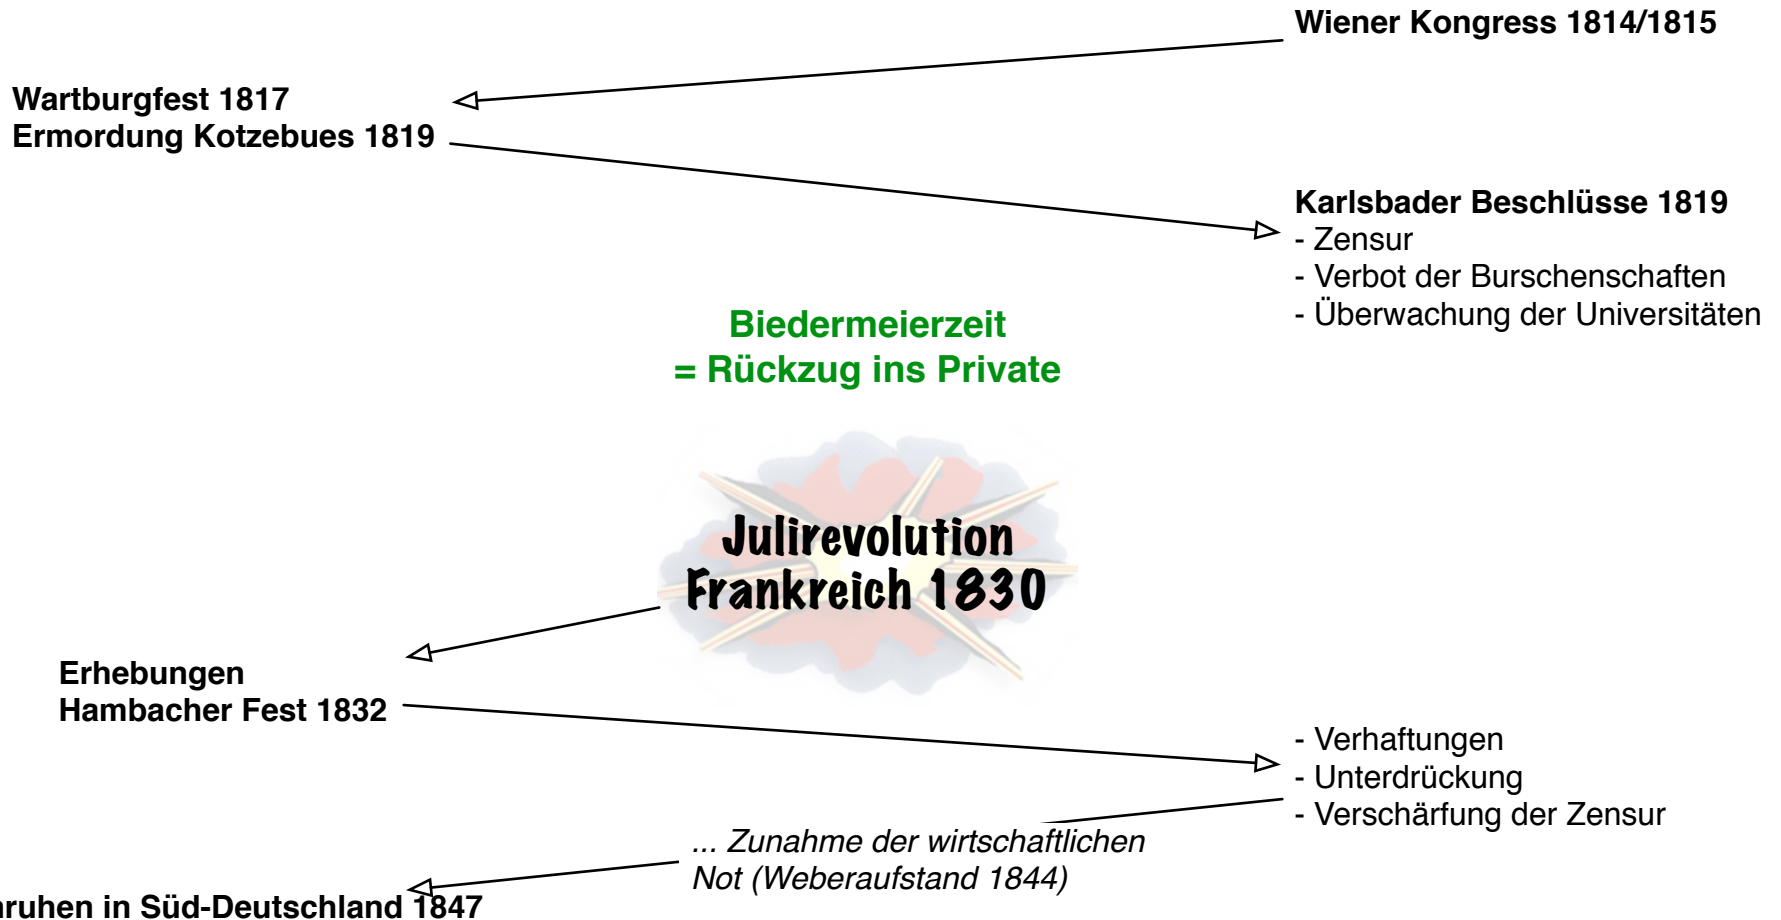 Wiener Kongress 1814/1815
Wartburgfest 1817
Ermordung Kotzebues 1819
Karlsbader Beschlüsse 1819
- Zensur
- Verbot der Burschenschaften
- Überwachung der Universitäten
Biedermeierzeit
= Rückzug ins Private
Julirevolution
Frankreich 1830
Erhebungen
Hambacher Fest 1832
- Verhaftungen
- Unterdrückung
- Verschärfung der Zensur
... Zunahme der wirtschaftlichen
Not (Weberaufstand 1844)
in Süd-Deutschland 1847